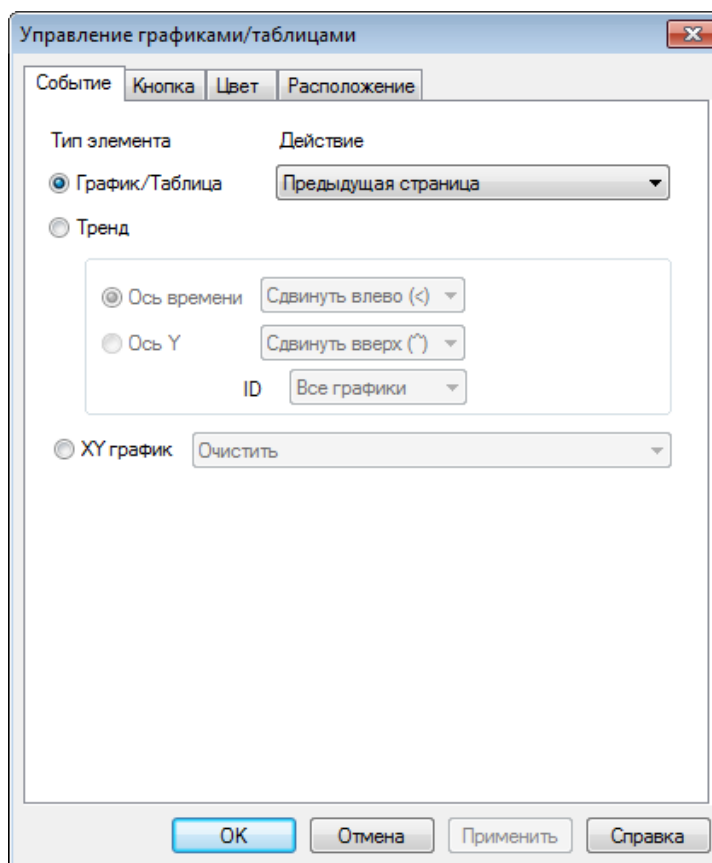 Управление графиками/таблицами
Событие Кнопка Цвет Расположение
Тип элемента Действие
График/Таблица Предыдущая страница
Тренд
Ось времени Сдвинуть влево (<)
Ось Y Сдвинуть вверх (^)
ID Все графики
XY график Очистить
OK Отмена Применить Справка